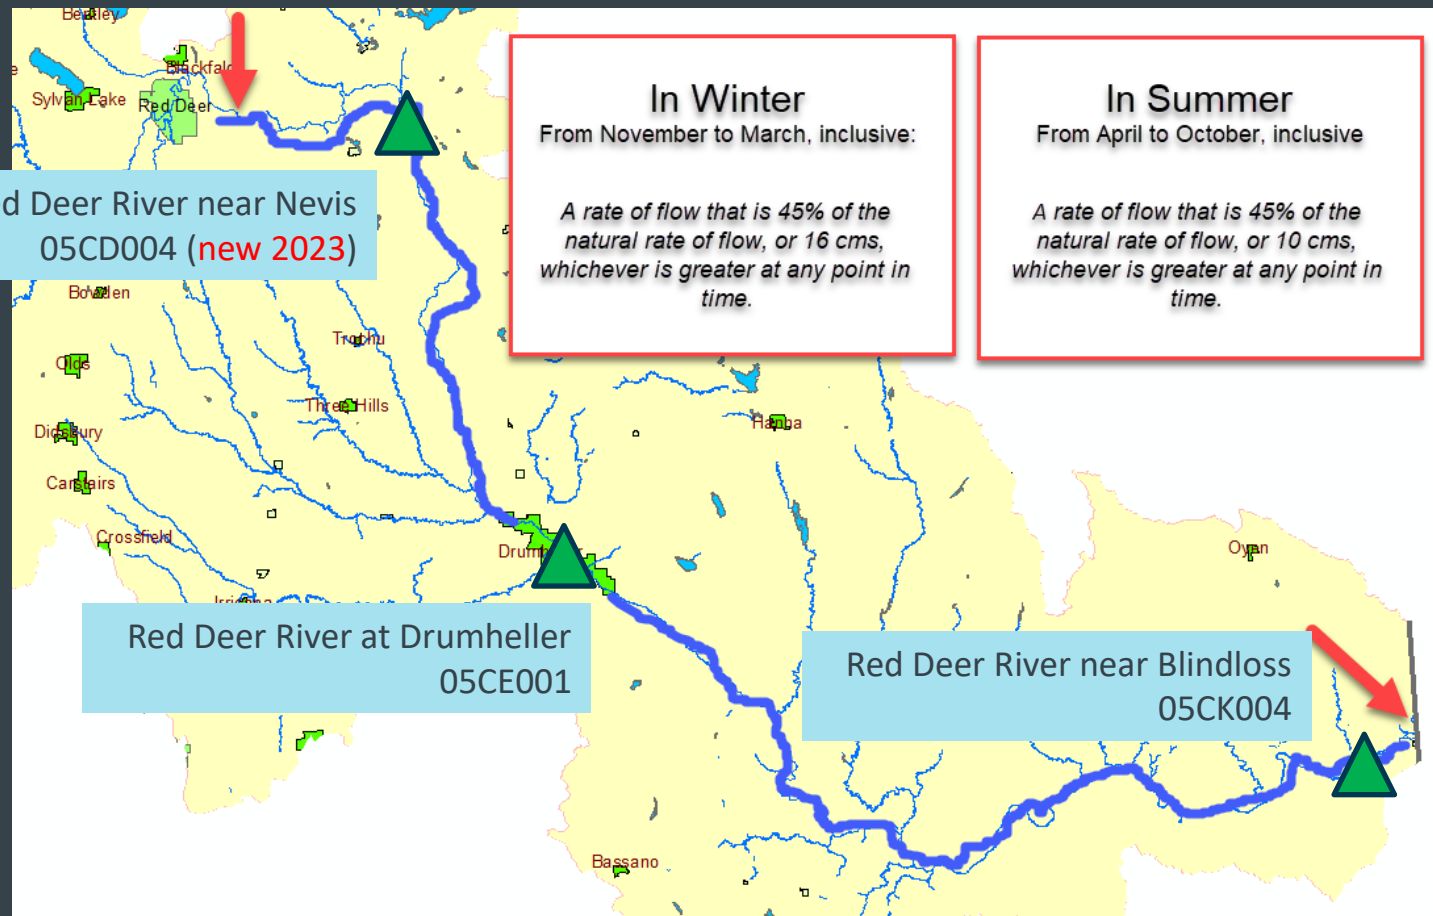 Blackfald
Sylvan Lake
Red Deer
In Winter
From November to March, inclusive:
A rate of flow that is 45% of the
natural rate of flow, or 16 cms,
whichever is greater at any point in
time.
In Summer
From April to October, inclusive
A rate of flow that is 45% of the
natural rate of flow, or 10 cms,
whichever is greater at any point in
time.
e
d Deer River near Nevis
05CD004 (new 2023)
Bowden
Trochu
Olds
Three Hills
Hanna
Didsbury
Carstairs
Crossfield
Oyen
Red Deer River at Drumheller
05CE001
Red Deer River near Blindloss
05CK004
Bassano